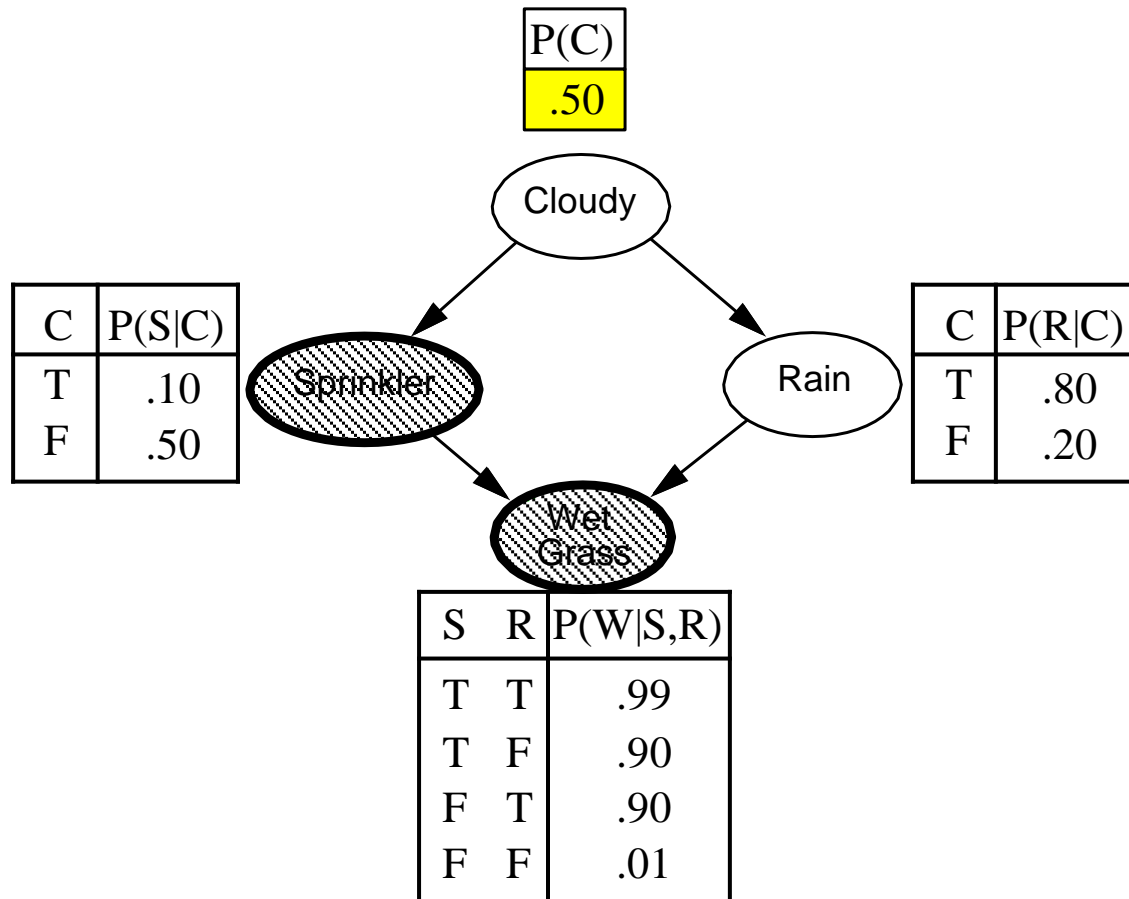 P(C)
.50
Cloudy
C P(S|C)
T .10
F .50
Sprinkler
Rain
C P(R|C)
T .80
F .20
Wet
Grass
S R P(W|S,R)
T T .99
T F .90
F T .90
F F .01